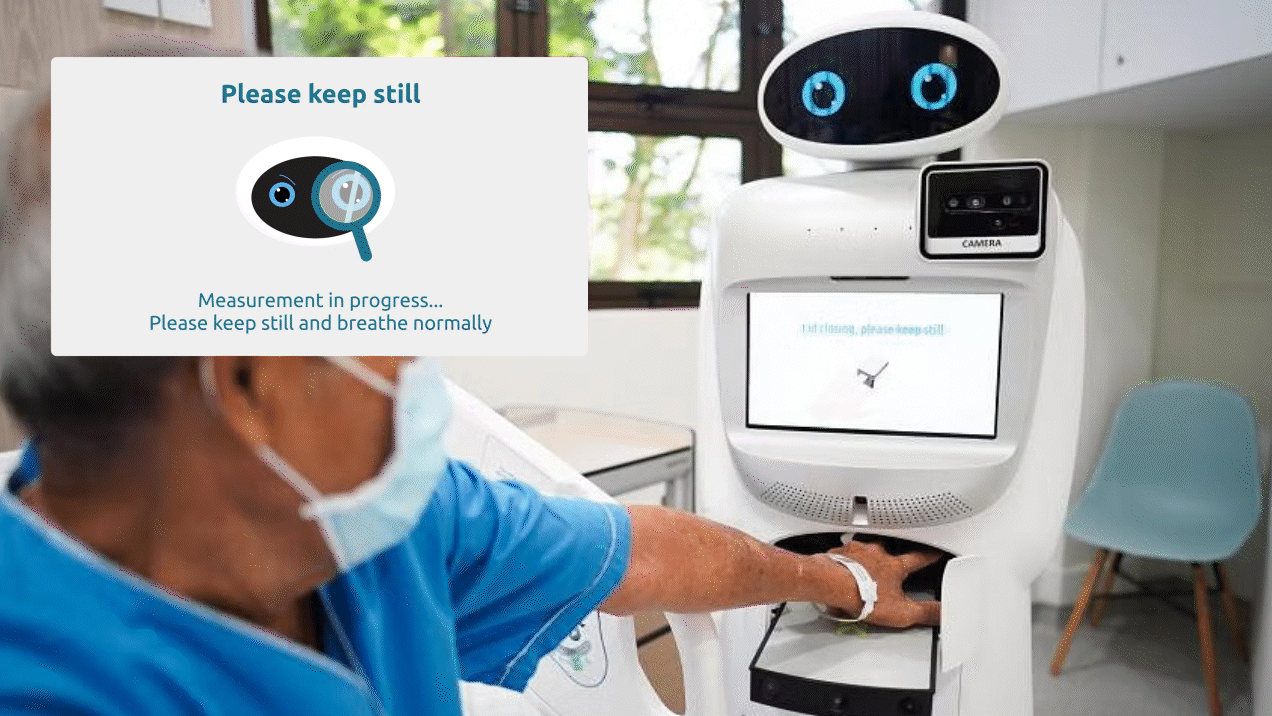 Please keep still
Measurement in progress...
Please keep still and breathe normally
CAMERA
Lid closing, please keep still